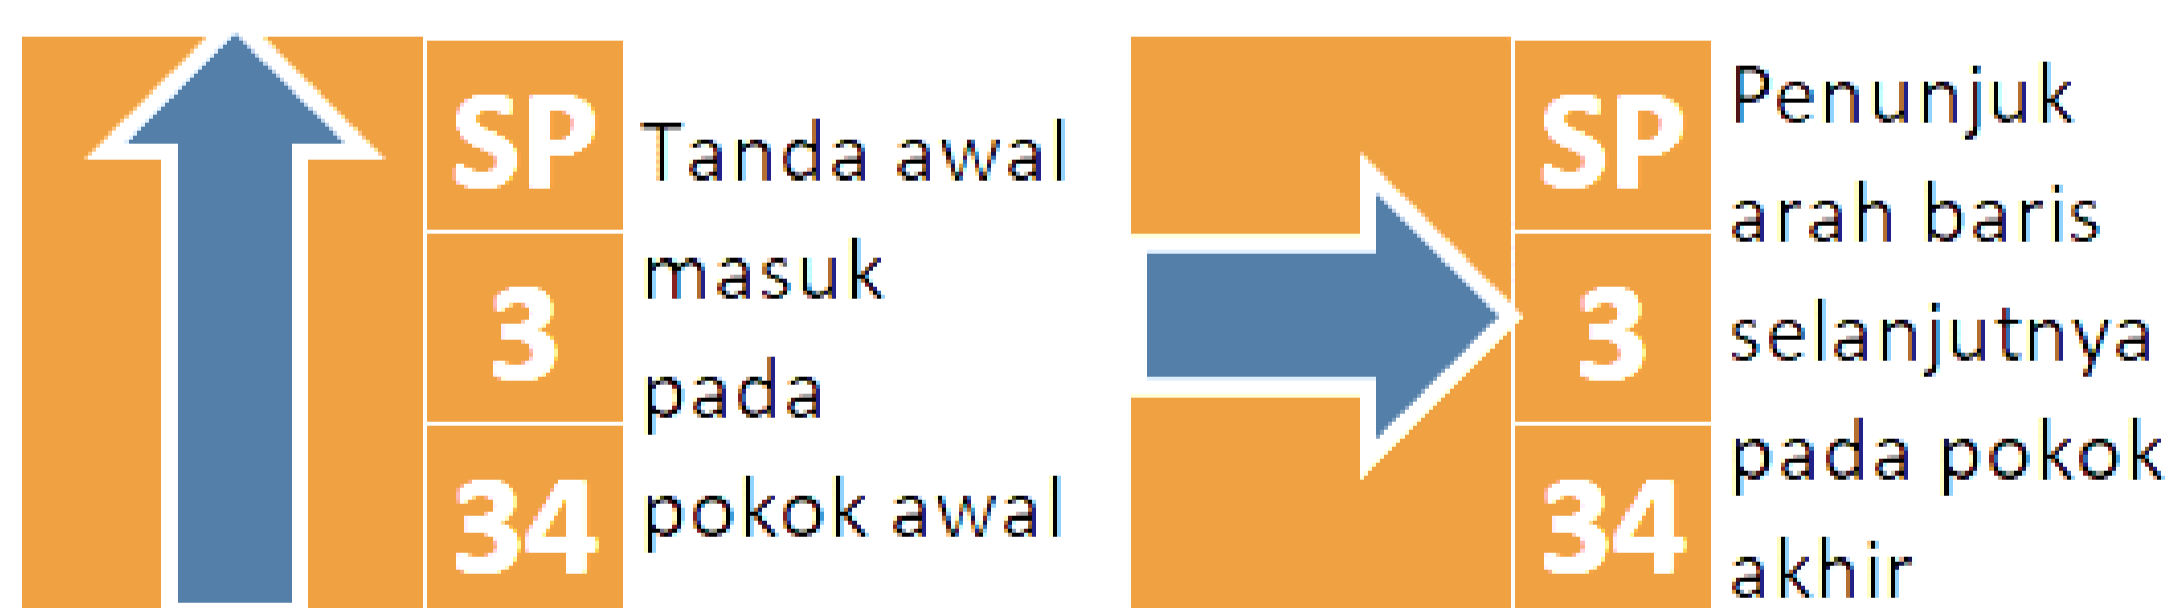 SP
3
34
Tanda awal
masuk
pada
pokok awal
SP
3
34
Penunjuk
arah baris
selanjutnya
pada pokok
akhir